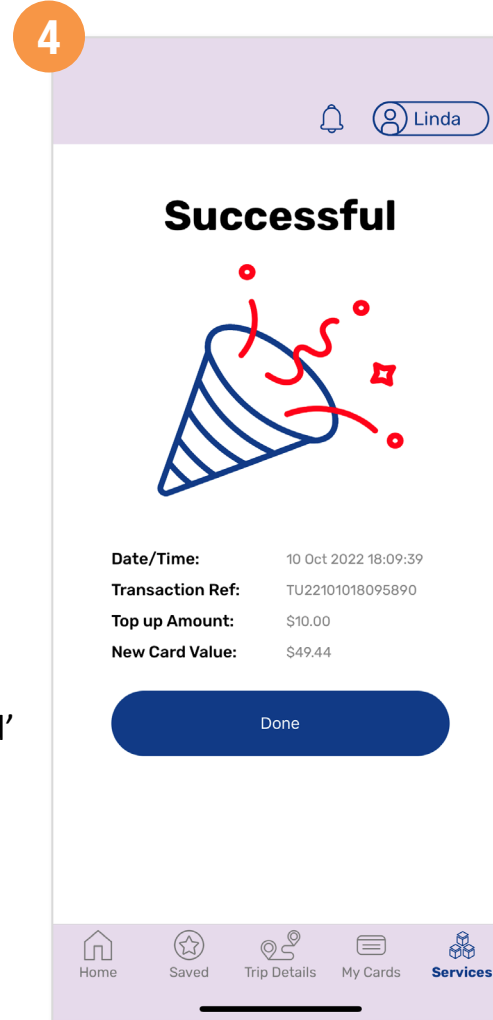 4
Linda
Successful
Date/Time: 10 Oct 2022 18:09:39
Transaction Ref: TU22101018095890
Top up Amount: $10.00
New Card Value: $49.44
Done
Home Saved Trip Details My Cards Services